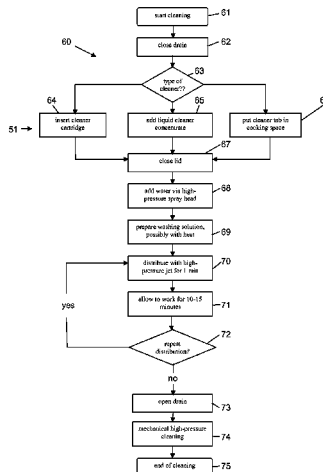 start cleaning
61
60
close drain
62
type of
cleaner??
63
64
insert cleaner
cartridge
65
add liquid cleaner
concentrate
6
put cleaner tab in
cooking space
51
close lid
67
add water via high-
pressure spray head
68
prepare washing solution,
possibly with heat
69
distribute with high-
pressure jet for 1 min
70
allow to work for 10-15
minutes
71
yes
repeat
distribution?
72
no
open drain
73
mechanical high-pressure
cleaning
74
end of cleaning
75